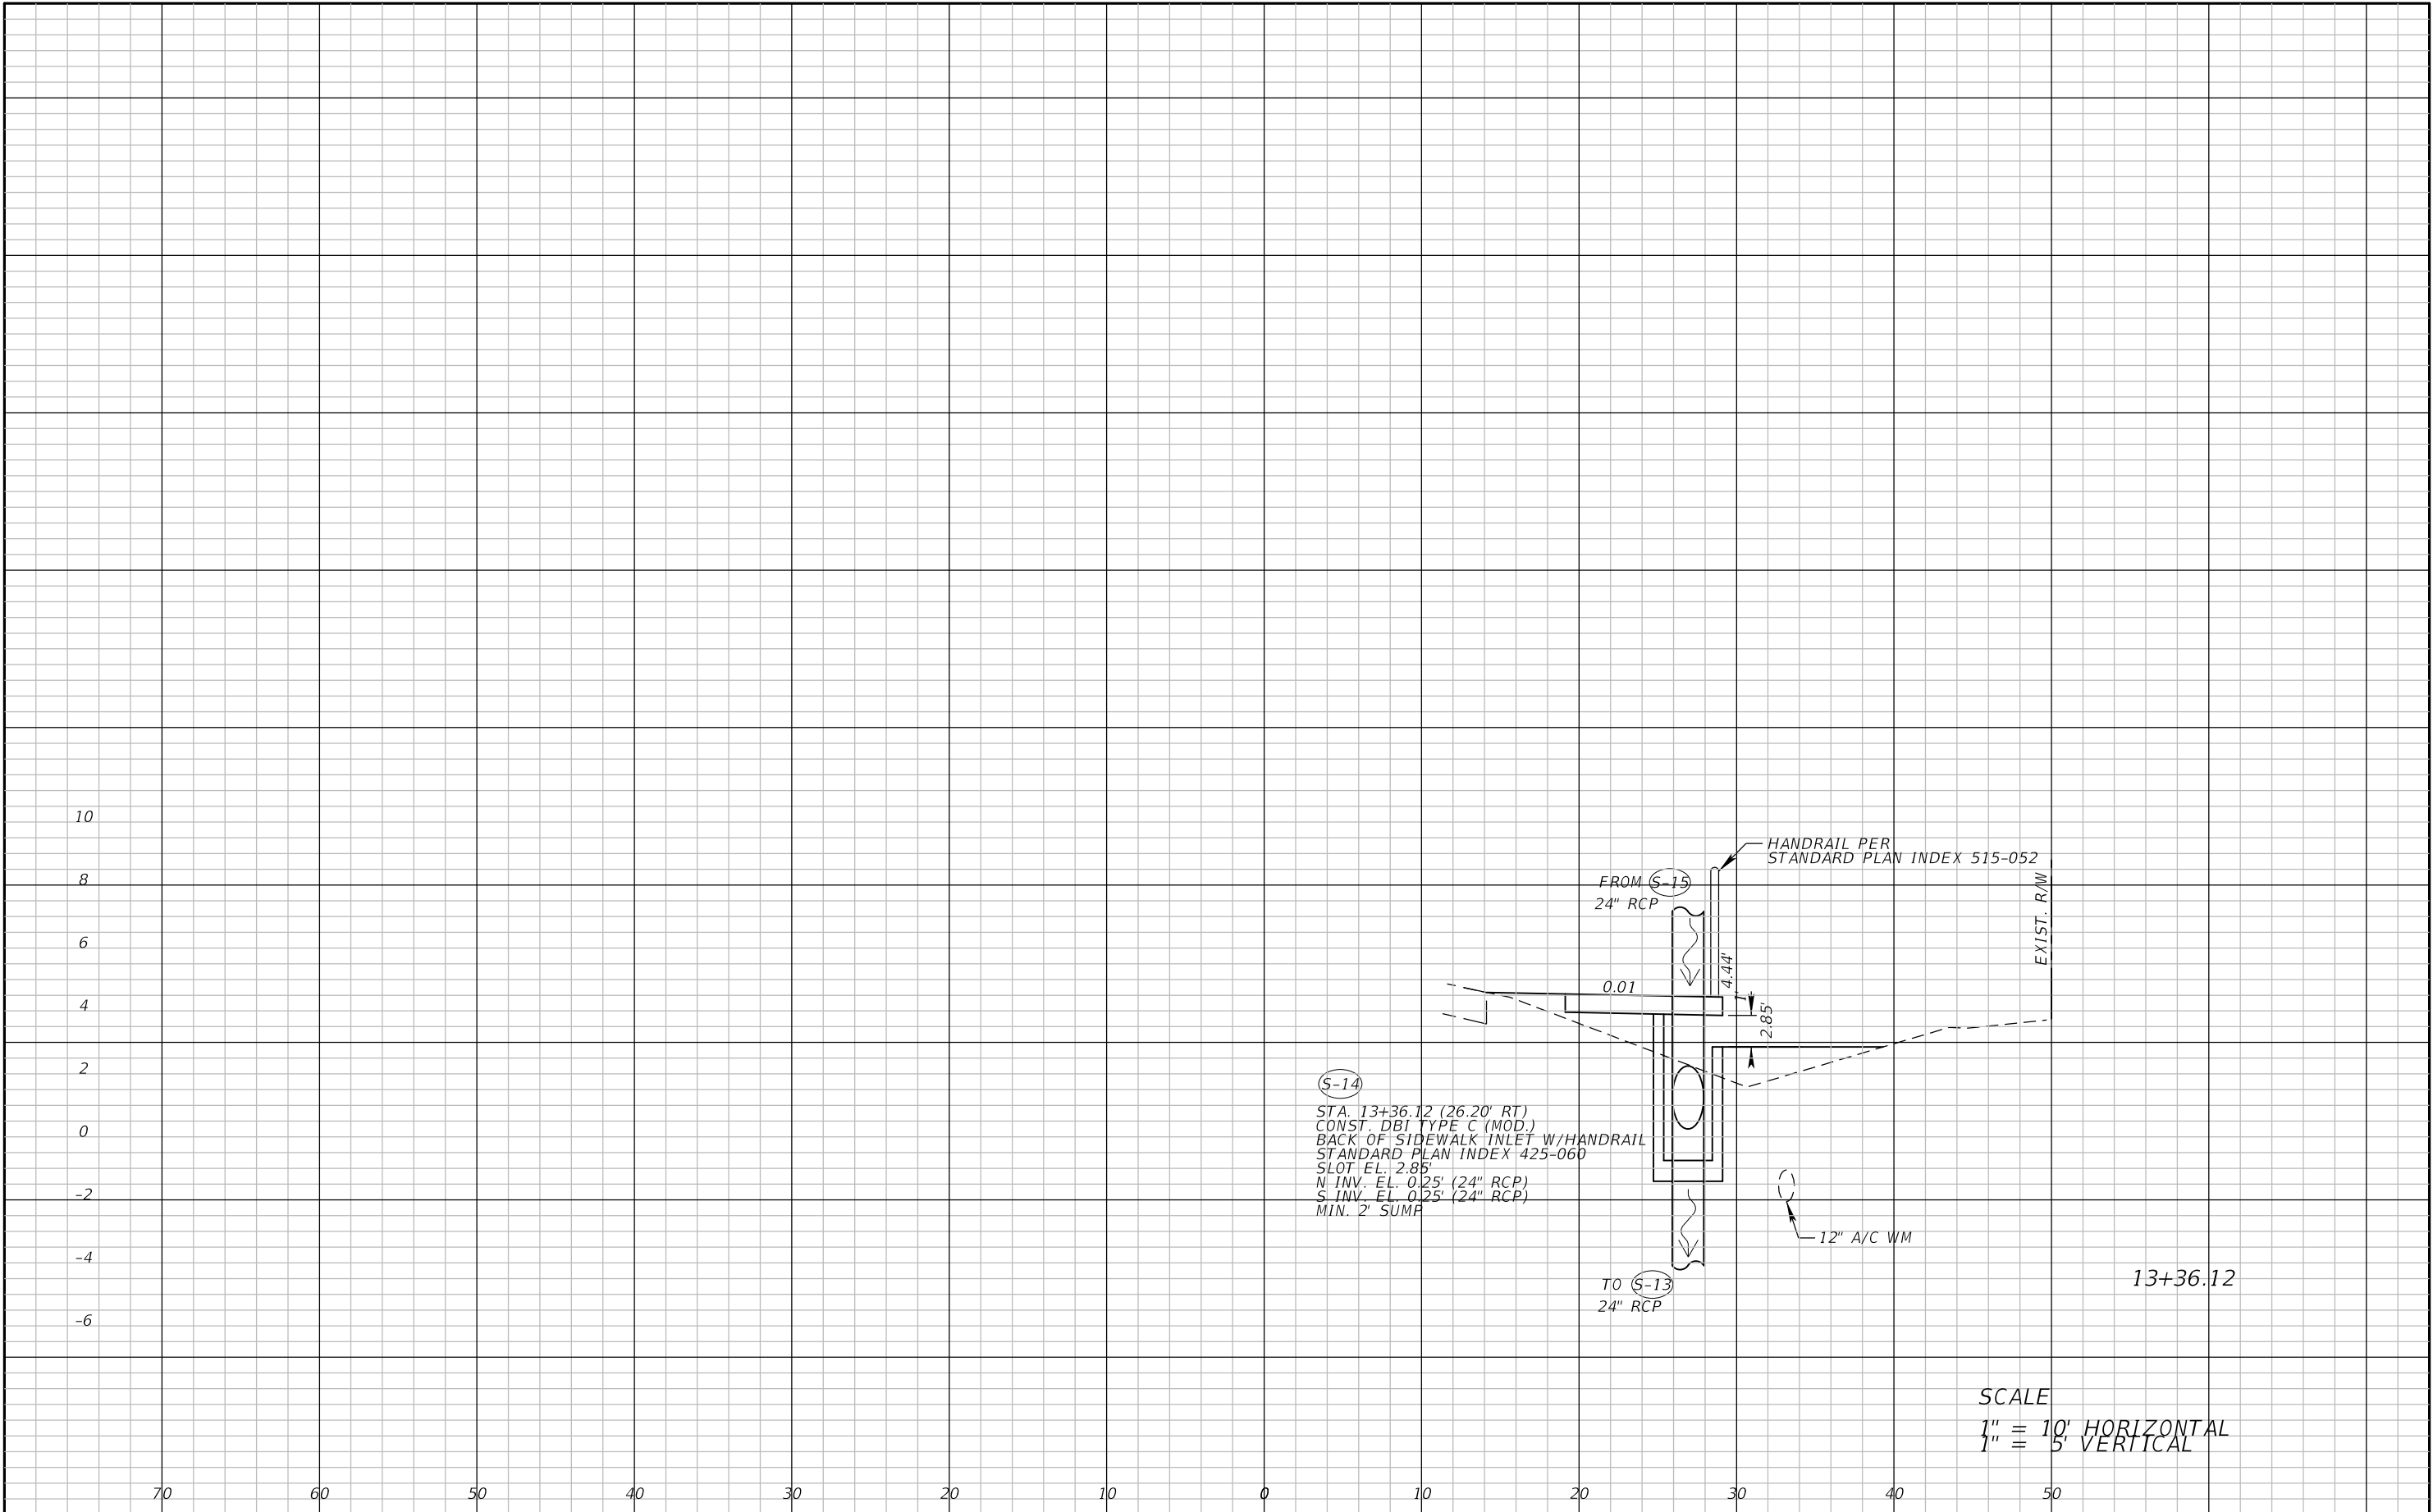 10
8
6
4
2
0
-2
-4
-6
HANDRAIL PER
STANDARD PLAN INDEX 515-052
FROM S-15
24" RCP
EXIST. R/W
4.44'
0.01
1'
2.85'
S-14
STA. 13+36.12 (26.20' RT)
CONST. DBI TYPE C (MOD.)
BACK OF SIDEWALK INLET W/HANDRAIL
STANDARD PLAN INDEX 425-060
SLOT EL. 2.85'
N INV. EL. 0.25' (24" RCP)
S INV. EL. 0.25' (24" RCP)
MIN. 2' SUMP
12" A/C WM
TO S-13
24" RCP
13+36.12
SCALE
1" = 10' HORIZONTAL
1" = 5' VERTICAL
70 60 50 40 30 20 10 0 10 20 30 40 50